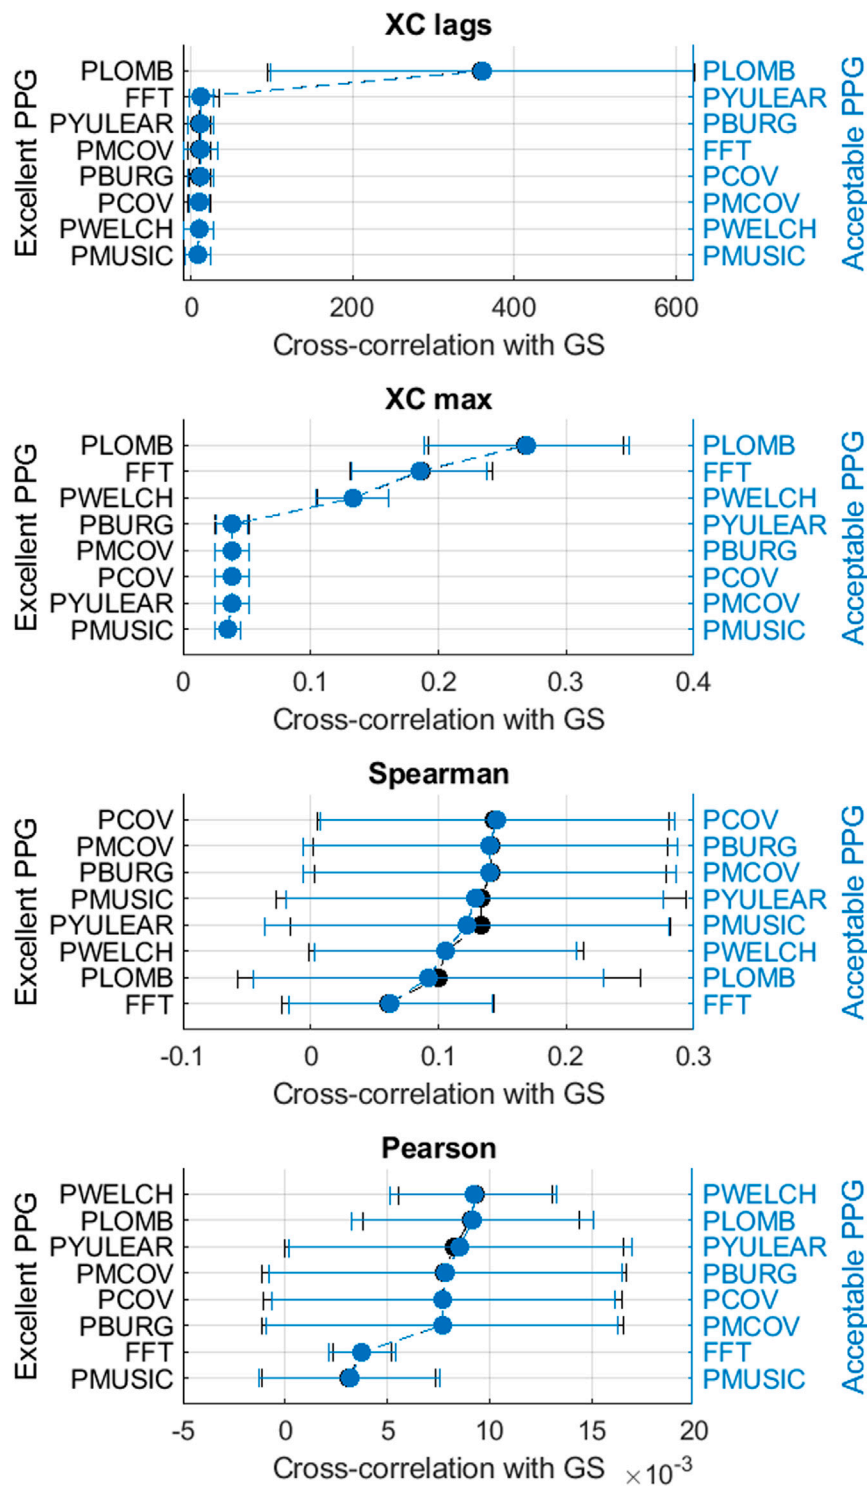 XC lags
Excellent PPG
PLOMB
FFT
PYULEAR
PMCOV
PBURG
PCOV
PWELCH
PMUSIC
PLOMB
PYULEAR
PBURG
FFT
PCOV
PMCOV
PWELCH
PMUSIC
Acceptable PPG
0 200 400 600
Cross-correlation with GS
XC max
Excellent PPG
PLOMB
FFT
PWELCH
PBURG
PMCOV
PCOV
PYULEAR
PMUSIC
PLOMB
FFT
PWELCH
PYULEAR
PBURG
PCOV
PMCOV
PMUSIC
Acceptable PPG
0 0.1 0.2 0.3 0.4
Cross-correlation with GS
Spearman
Excellent PPG
PCOV
PMCOV
PBURG
PMUSIC
PYULEAR
PWELCH
PLOMB
FFT
PCOV
PBURG
PMCOV
PYULEAR
PMUSIC
PWELCH
PLOMB
FFT
Acceptable PPG
-0.1 0 0.1 0.2 0.3
Cross-correlation with GS
Pearson
Excellent PPG
PWELCH
PLOMB
PYULEAR
PMCOV
PCOV
PBURG
FFT
PMUSIC
PWELCH
PLOMB
PYULEAR
PBURG
PCOV
PMCOV
FFT
PMUSIC
Acceptable PPG
-5 0 5 10 15 20
Cross-correlation with GS ×10⁻³